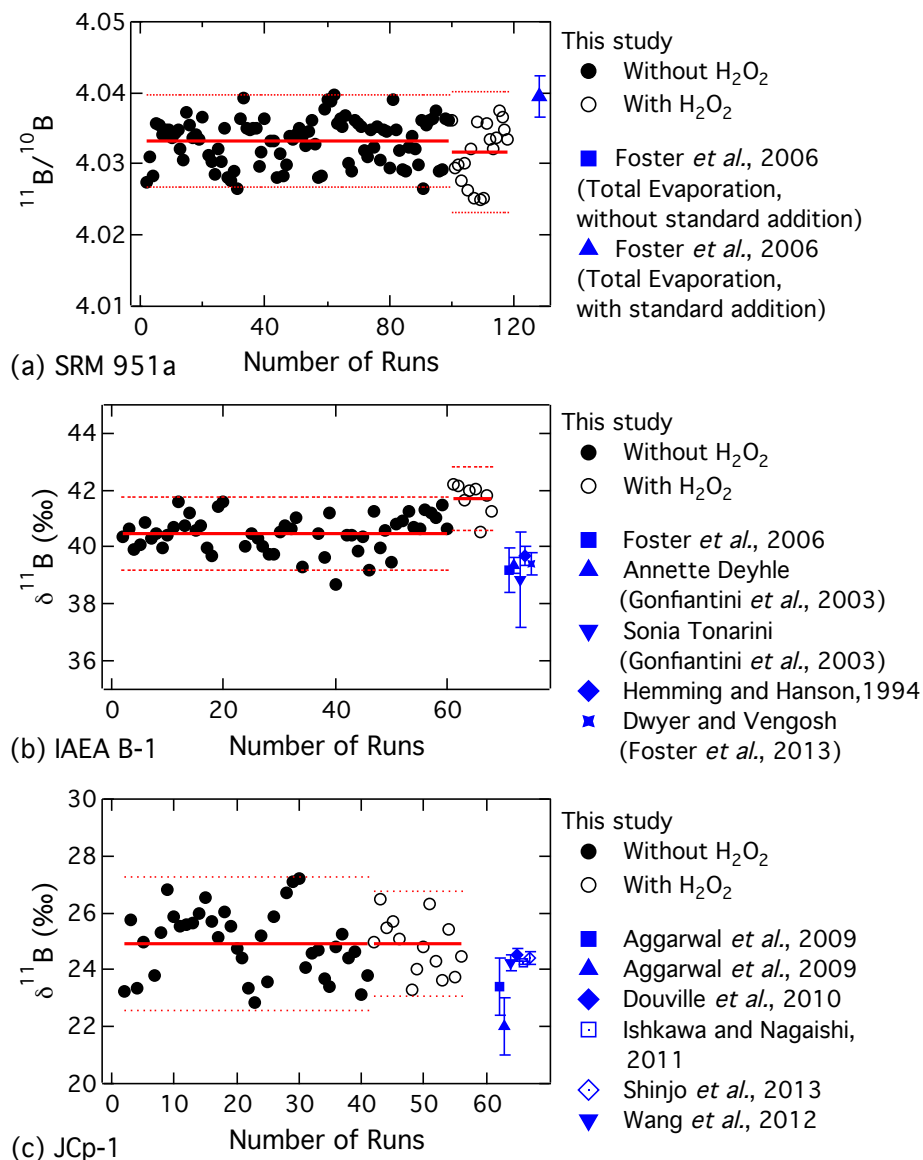 4.05
4.04
4.03
4.02
4.01
¹¹B/¹⁰B
0
40
80
120
Number of Runs
(a) SRM 951a
This study
Without H₂O₂
With H₂O₂
Foster et al., 2006
(Total Evaporation,
without standard addition)
Foster et al., 2006
(Total Evaporation,
with standard addition)
44
42
40
38
36
δ ¹¹B (‰)
0
20
40
60
Number of Runs
(b) IAEA B-1
This study
Without H₂O₂
With H₂O₂
Foster et al., 2006
Annette Deyhle
(Gonfiantini et al., 2003)
Sonia Tonarini
(Gonfiantini et al., 2003)
Hemming and Hanson,1994
Dwyer and Vengosh
(Foster et al., 2013)
30
28
26
24
22
20
δ ¹¹B (‰)
0
10
20
30
40
50
60
Number of Runs
(c) JCp-1
This study
Without H₂O₂
With H₂O₂
Aggarwal et al., 2009
Aggarwal et al., 2009
Douville et al., 2010
Ishkawa and Nagaishi,
2011
Shinjo et al., 2013
Wang et al., 2012